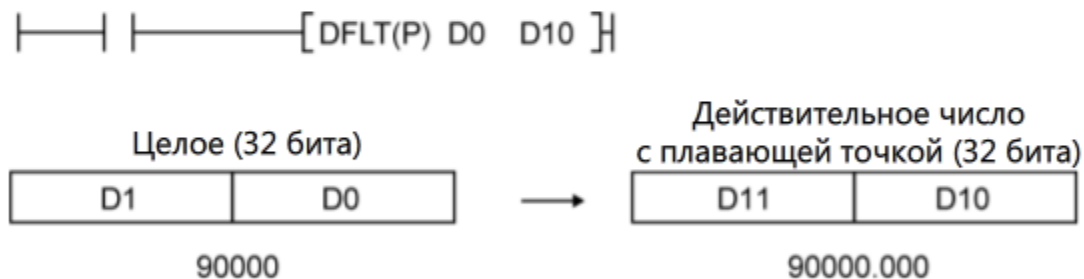 DFLT(P) D0 D10
Действительное число
Целое (32 бита)
с плавающей точкой (32 бита)
D1 D0 D11 D10
90000 90000.000